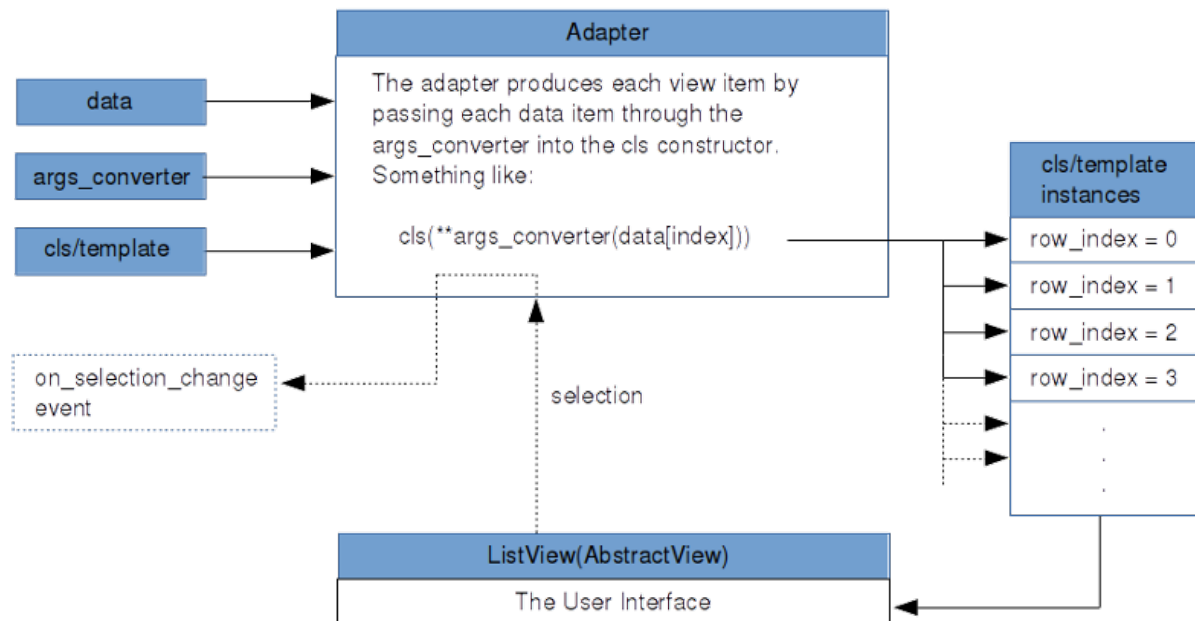 Adapter
The adapter produces each view item by
passing each data item through the
args_converter into the cls constructor.
Something like:
cls(**args_converter(data[index]))
data
args_converter
cls/template
on_selection_change
event
selection
cls/template
instances
row_index = 0
row_index = 1
row_index = 2
row_index = 3
.
.
.
ListView(AbstractView)
The User Interface